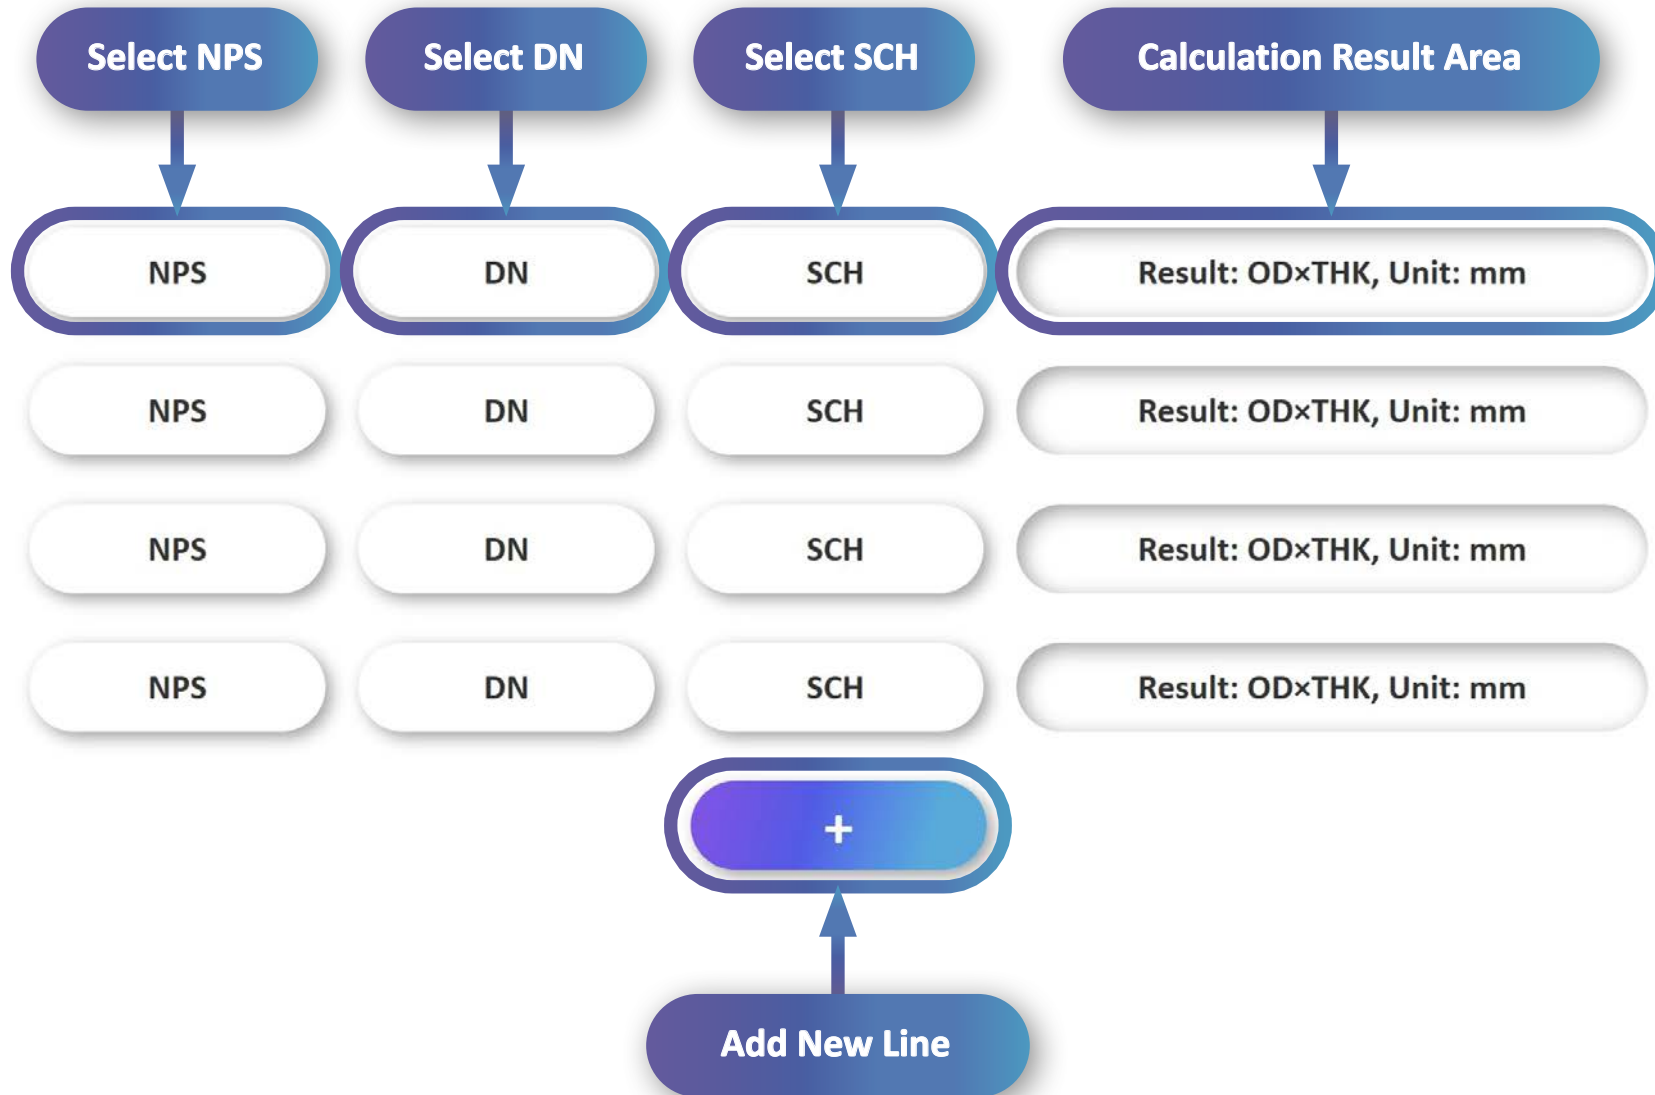 Select NPS
Select DN
Select SCH
Calculation Result Area
NPS
DN
SCH
Result: OD×THK, Unit: mm
NPS
DN
SCH
Result: OD×THK, Unit: mm
NPS
DN
SCH
Result: OD×THK, Unit: mm
NPS
DN
SCH
Result: OD×THK, Unit: mm
+
Add New Line